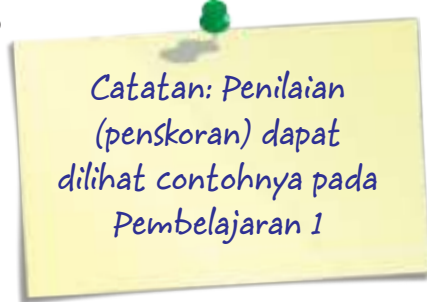 Catatan: Penilaian
(penskoran) dapat
dilihat contohnya pada
Pembelajaran 1